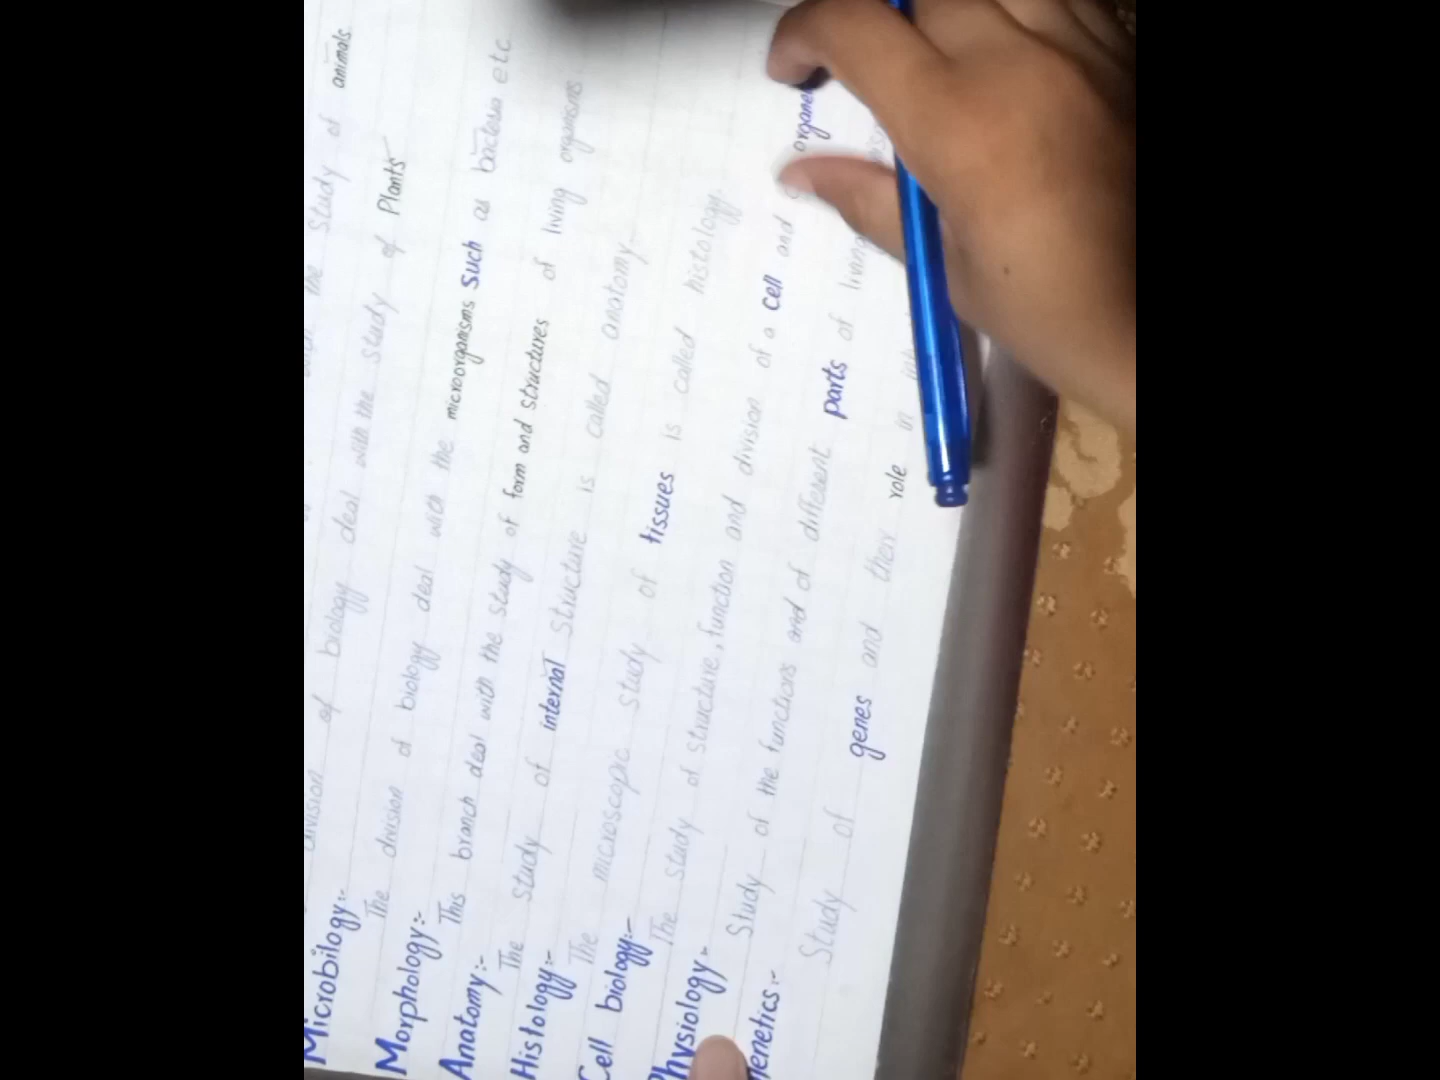 the Study of animals.
division of biology deal with the study of Plants
Microbilogy:-
The division of biology deal with the microorganisms such as bacteria etc
Morphology:-
This branch deal with the study of form and structures of living organisms.
Anatomy:-
The study of internal structure is called anatomy.
Histology:-
The microscopic study of tissues is called histology.
Cell biology:-
The study of structure, function and division of a cell and
Physiology:-
Study of the functions and of different parts of living
Study of genes and there role in